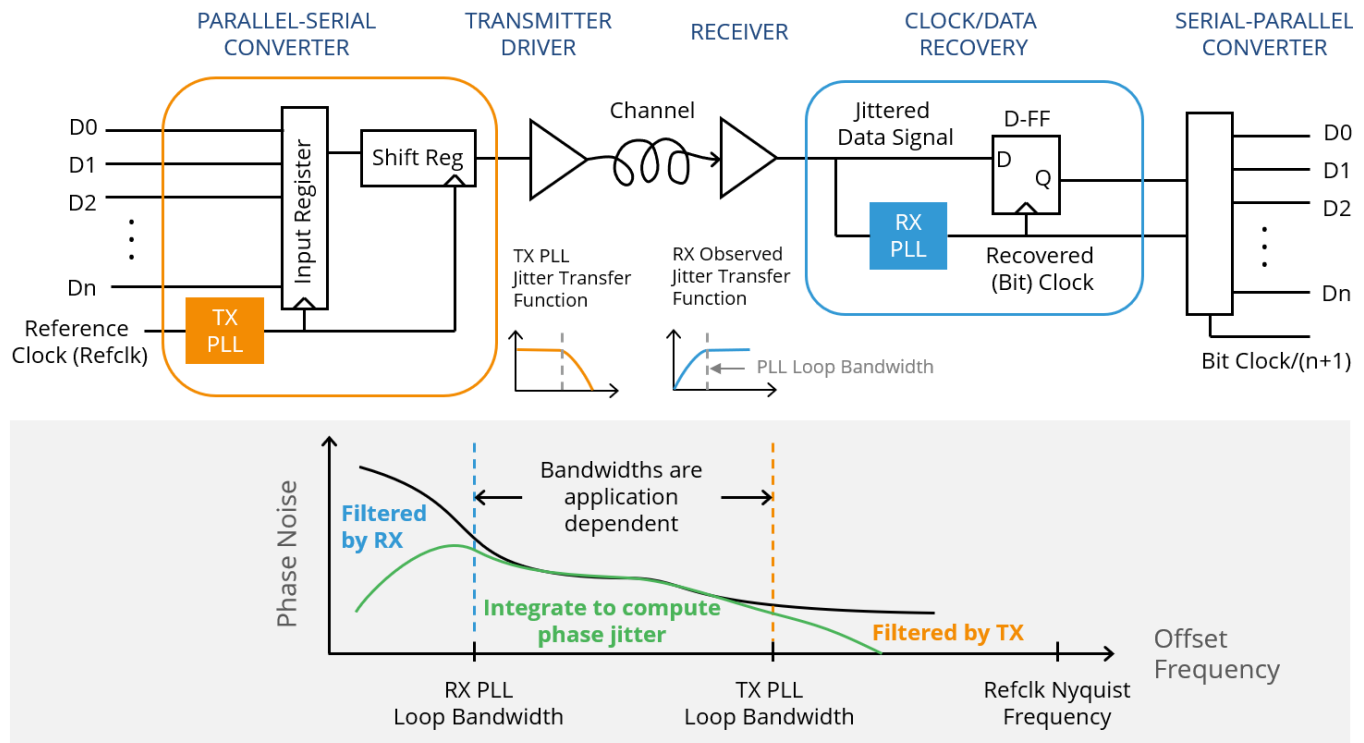 PARALLEL-SERIAL
CONVERTER
TRANSMITTER
DRIVER
RECEIVER
CLOCK/DATA
RECOVERY
SERIAL-PARALLEL
CONVERTER
D0
D1
D2
Dn
Reference
Clock (Refclk)
TX
PLL
Input Register
Shift Reg
Channel
Jittered
Data Signal
D-FF
D
Q
RX
PLL
Recovered
(Bit) Clock
D0
D1
D2
Dn
Bit Clock/(n+1)
TX PLL
Jitter Transfer
Function
RX Observed
Jitter Transfer
Function
PLL Loop Bandwidth
Phase Noise
Filtered
by RX
Bandwidths are
application
dependent
Integrate to compute
phase jitter
Filtered by TX
Offset
Frequency
RX PLL
Loop Bandwidth
TX PLL
Loop Bandwidth
Refclk Nyquist
Frequency